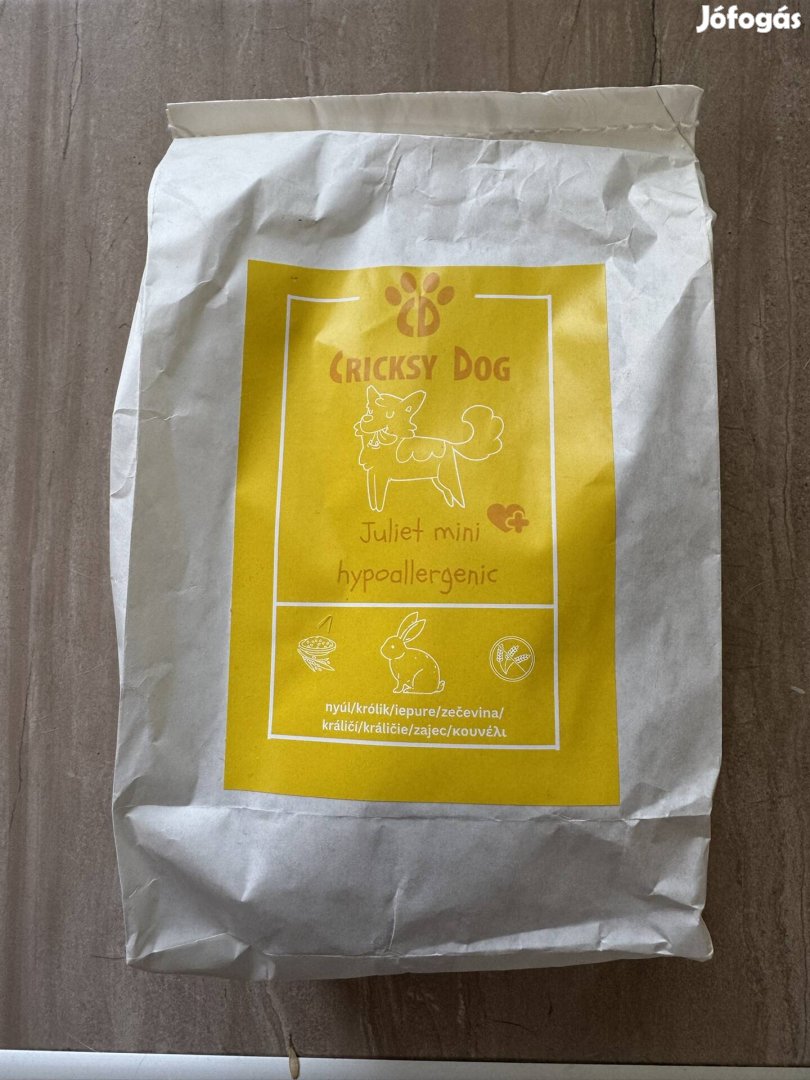 Jófogás
CD
CRICKSY DOG
Juliet mini
hypoallergenic
nyúl/królik/iepure/zečevina/
králičí/králičie/zajec/κουνέλι